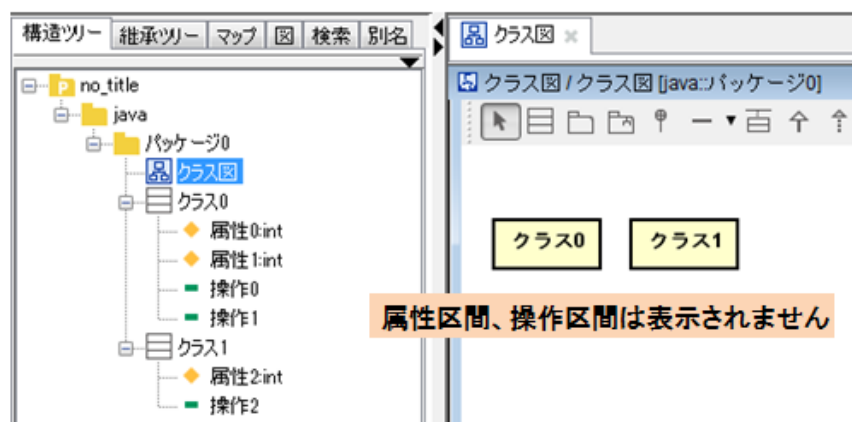 構造ツリー 継承ツリー マップ 図 検索 別名
no_title
java
パッケージ0
クラス図
クラス0
属性0:int
属性1:int
操作0
操作1
クラス1
属性2:int
操作2
クラス図
クラス図 / クラス図 [java::パッケージ0]
クラス0 クラス1
属性区間、操作区間は表示されません